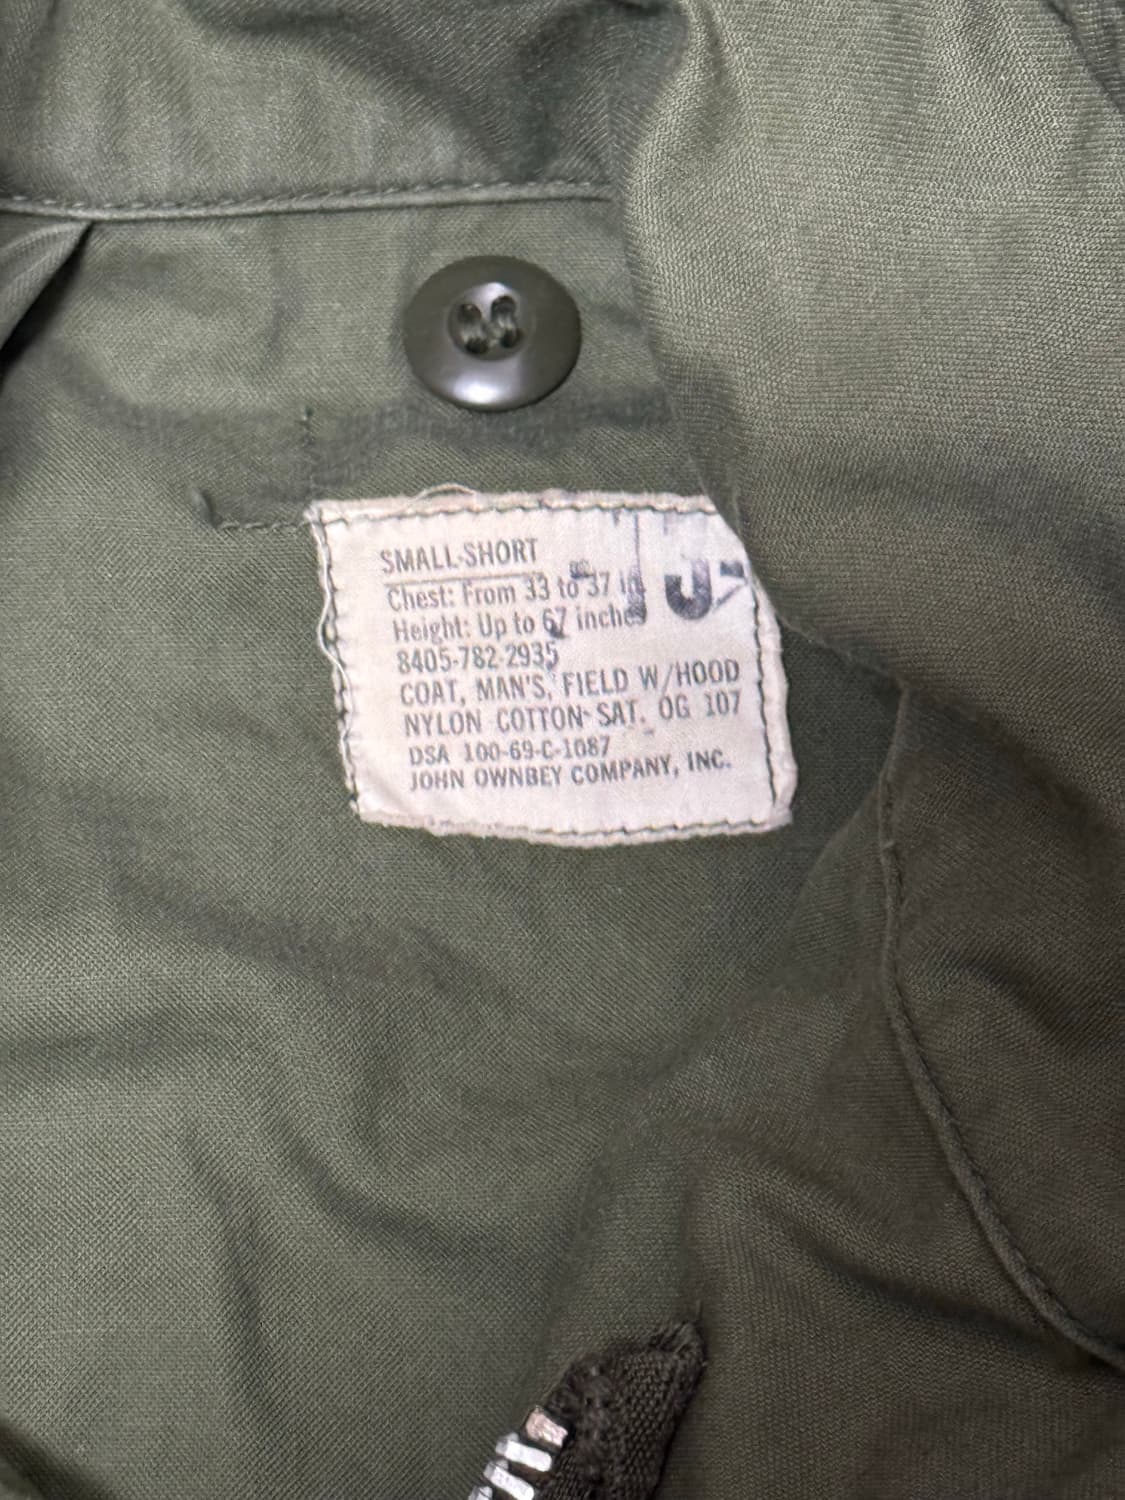 SMALL-SHORT
Chest: From 33 to 37 in
Height: Up to 67 inches
8405-782-2935
COAT, MAN'S, FIELD W/HOOD
NYLON COTTON SAT. OG 107
DSA 100-69-C-1087
JOHN OWNBEY COMPANY, INC.